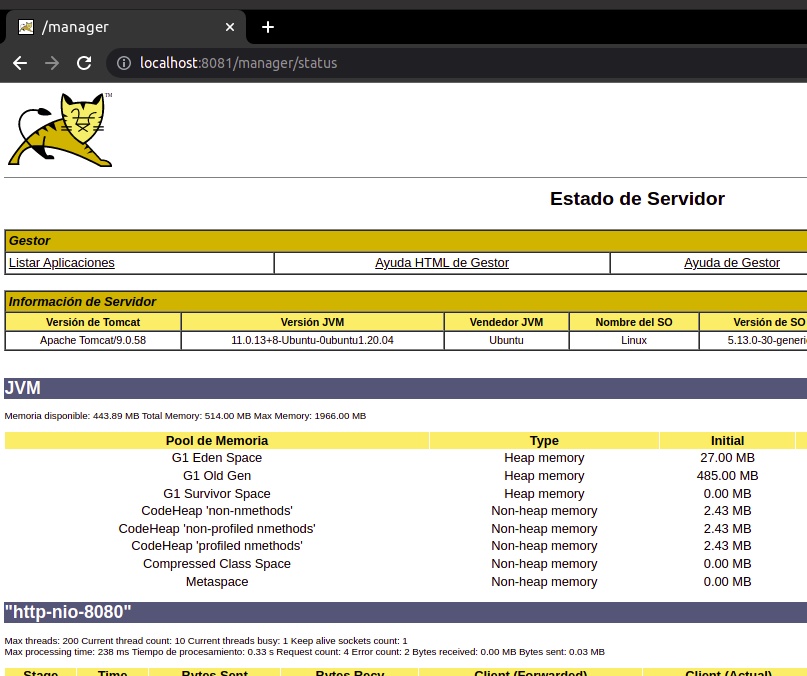 /manager
localhost:8081/manager/status
TM
Estado de Servidor
Gestor
Listar Aplicaciones Ayuda HTML de Gestor Ayuda de Gestor
Información de Servidor
Versión de Tomcat Versión JVM Vendedor JVM Nombre del SO Versión de SO
Apache Tomcat/9.0.58 11.0.13+8-Ubuntu-0ubuntu1.20.04 Ubuntu Linux 5.13.0-30-generi
JVM
Memoria disponible: 443.89 MB Total Memory: 514.00 MB Max Memory: 1966.00 MB
Pool de Memoria Type Initial
G1 Eden Space Heap memory 27.00 MB
G1 Old Gen Heap memory 485.00 MB
G1 Survivor Space Heap memory 0.00 MB
CodeHeap 'non-nmethods' Non-heap memory 2.43 MB
CodeHeap 'non-profiled nmethods' Non-heap memory 2.43 MB
CodeHeap 'profiled nmethods' Non-heap memory 2.43 MB
Compressed Class Space Non-heap memory 0.00 MB
Metaspace Non-heap memory 0.00 MB
"http-nio-8080"
Max threads: 200 Current thread count: 10 Current threads busy: 1 Keep alive sockets count: 1
Max processing time: 238 ms Tiempo de procesamiento: 0.33 s Request count: 4 Error count: 2 Bytes received: 0.00 MB Bytes sent: 0.03 MB
Stage Time Bytes Sent Bytes Recv Client (Forwarded) Client (Actual)